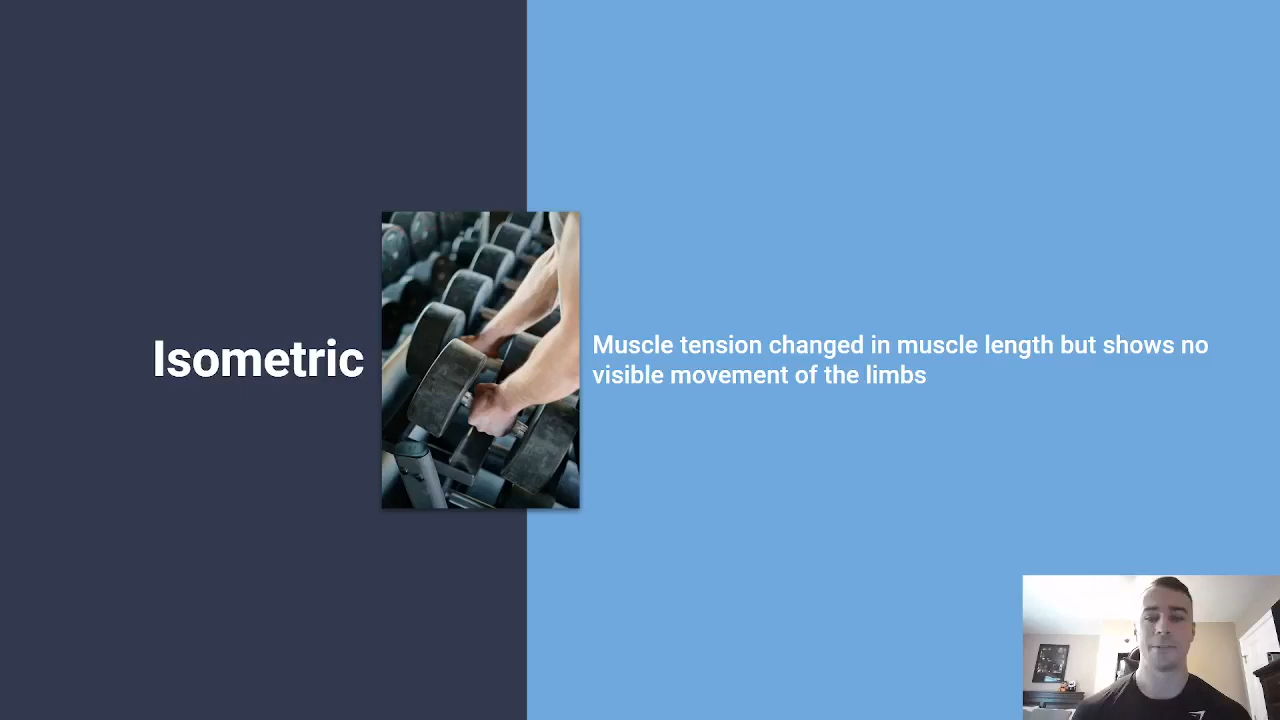 Isometric
Muscle tension changed in muscle length but shows no
visible movement of the limbs